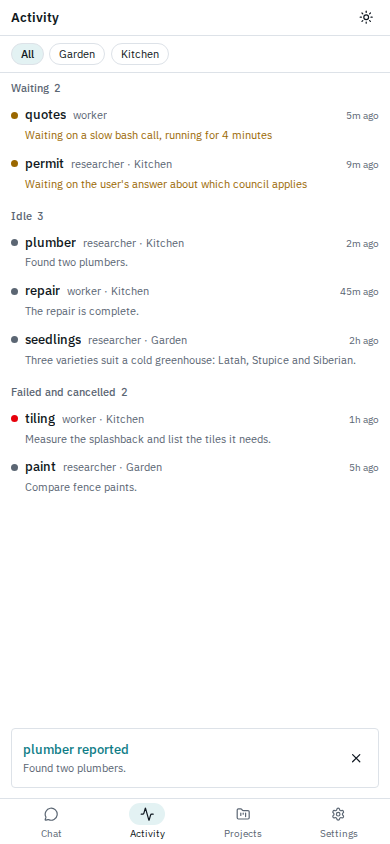 Activity
All Garden Kitchen
Waiting 2
quotes worker 5m ago
Waiting on a slow bash call, running for 4 minutes
permit researcher · Kitchen 9m ago
Waiting on the user's answer about which council applies
Idle 3
plumber researcher · Kitchen 2m ago
Found two plumbers.
repair worker · Kitchen 45m ago
The repair is complete.
seedlings researcher · Garden 2h ago
Three varieties suit a cold greenhouse: Latah, Stupice and Siberian.
Failed and cancelled 2
tiling worker · Kitchen 1h ago
Measure the splashback and list the tiles it needs.
paint researcher · Garden 5h ago
Compare fence paints.
plumber reported
Found two plumbers.
Chat Activity Projects Settings